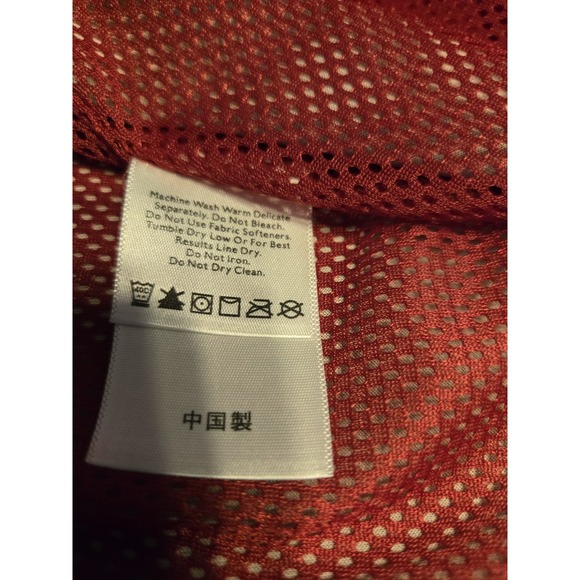 Machine Wash Warm Delicate
Separately. Do Not Bleach.
Do Not Use Fabric Softeners.
Tumble Dry Low Or For Best
Results Line Dry.
Do Not Iron.
Do Not Dry Clean.
40C
中国製